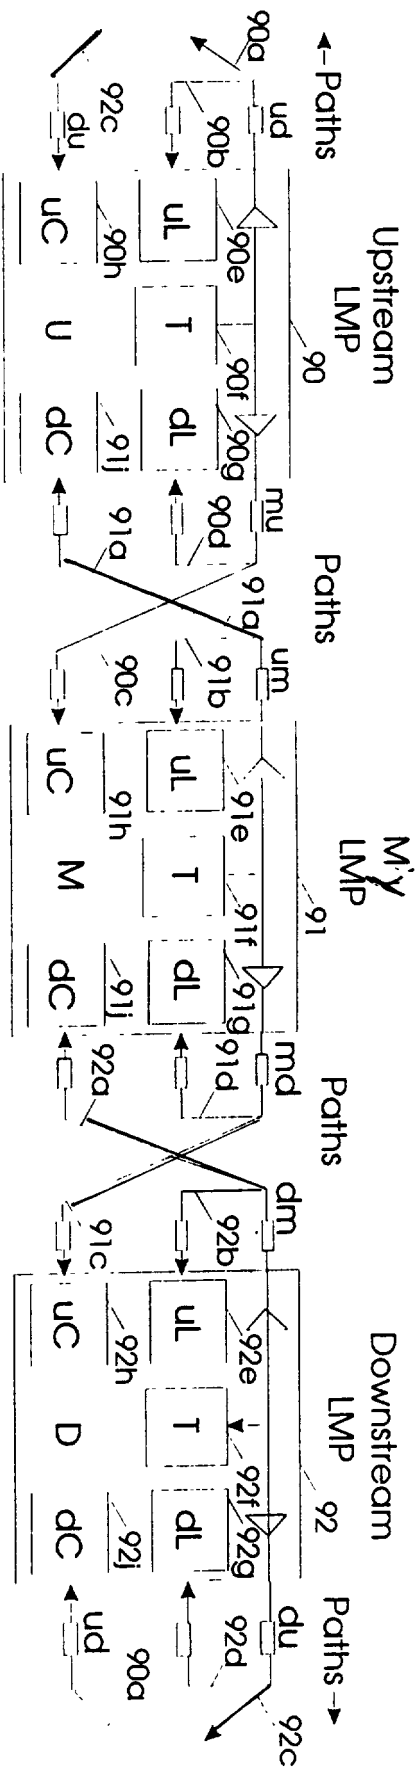 Upstream
LMP
M'y
LMP
Downstream
LMP
←Paths
Paths
Paths
Paths→
90
91
92
90a
ud
mu
91a
um
md
dm
du
92c
90b
90e
90f
90g
90d
91b
91e
91f
91g
91d
92b
92e
92f
92g
92d
uL
T
dL
uL
T
dL
uL
T
dL
92c
du
90h
91j
91a
90c
91h
91j
92a
91c
92h
92j
ud
90a
uC
U
dC
uC
M
dC
uC
D
dC